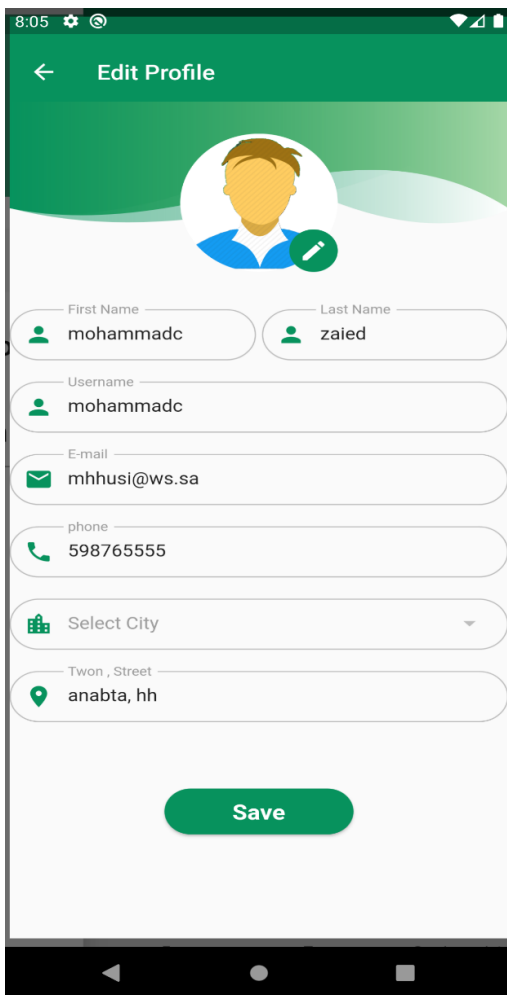 8:05
Edit Profile
First Name
mohammadc
Last Name
zaied
Username
mohammadc
E-mail
mhhusi@ws.sa
phone
598765555
Select City
Twon , Street
anabta, hh
Save